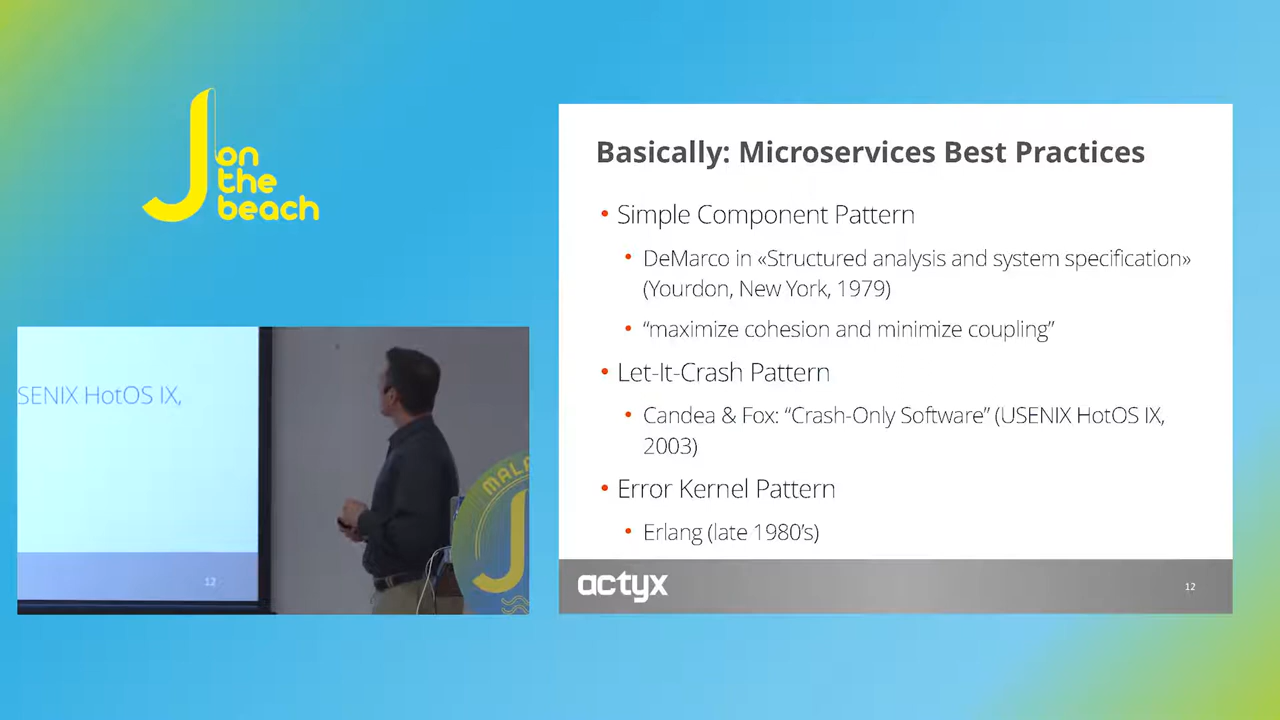 J on
the
beach
Basically: Microservices Best Practices
• Simple Component Pattern
• DeMarco in «Structured analysis and system specification»
(Yourdon, New York, 1979)
• “maximize cohesion and minimize coupling”
• Let-It-Crash Pattern
• Candea & Fox: “Crash-Only Software” (USENIX HotOS IX,
2003)
• Error Kernel Pattern
• Erlang (late 1980’s)
actyx
12
SENIX HotOS IX,
12
MALA
J